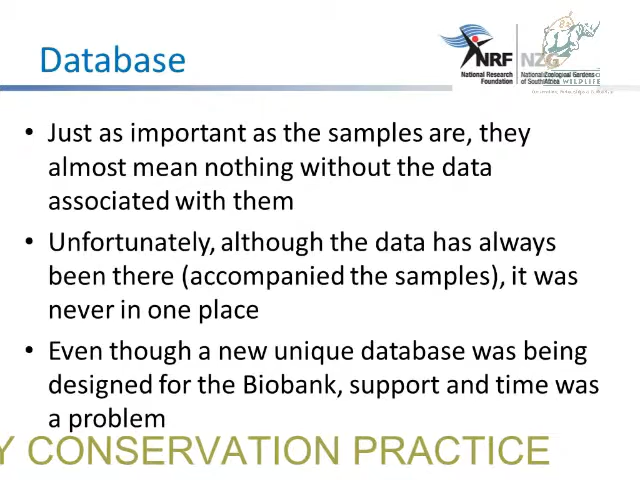 Database
NRF
National Research
Foundation
NZG
National Zoological Gardens
of South Africa
WILDLIFE
• Just as important as the samples are, they
almost mean nothing without the data
associated with them
• Unfortunately, although the data has always
been there (accompanied the samples), it was
never in one place
• Even though a new unique database was being
designed for the Biobank, support and time was
a problem
Y CONSERVATION PRACTICE